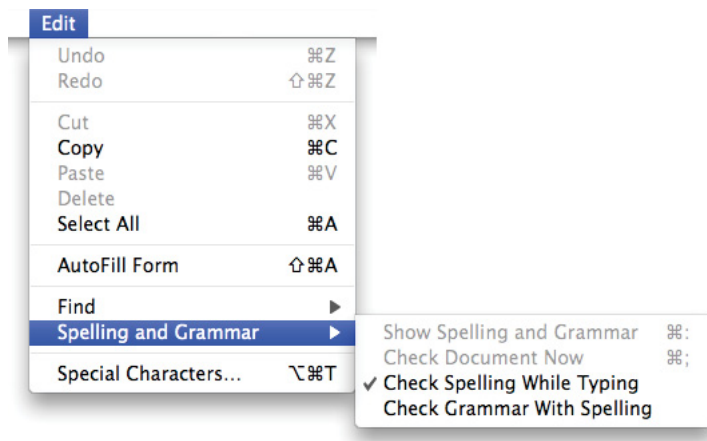 Edit
Undo ⌘Z
Redo ⇧⌘Z
Cut ⌘X
Copy ⌘C
Paste ⌘V
Delete
Select All ⌘A
AutoFill Form ⇧⌘A
Find ▶
Spelling and Grammar ▶
Special Characters... ⌥⌘T
Show Spelling and Grammar ⌘:
Check Document Now ⌘;
✓ Check Spelling While Typing
Check Grammar With Spelling